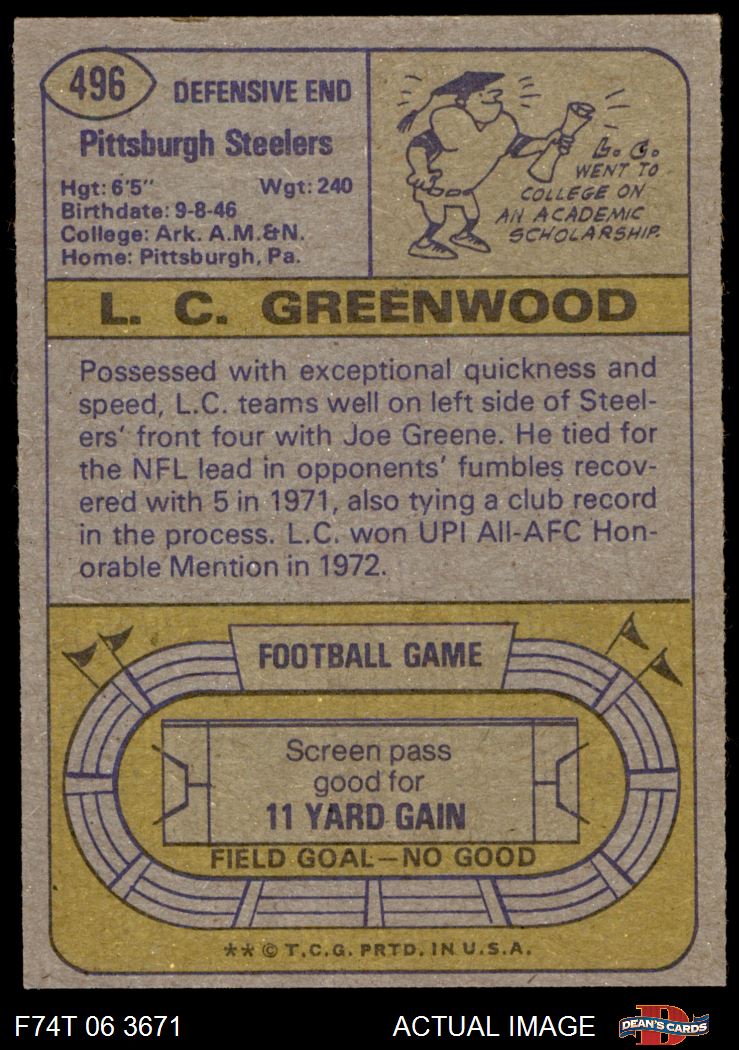 496
DEFENSIVE END
Pittsburgh Steelers
Hgt: 6'5" Wgt: 240
Birthdate: 9-8-46
College: Ark. A.M.&N.
Home: Pittsburgh, Pa.
L. C.
WENT TO
COLLEGE ON
AN ACADEMIC
SCHOLARSHIP.
L. C. GREENWOOD
Possessed with exceptional quickness and
speed, L.C. teams well on left side of Steel-
ers' front four with Joe Greene. He tied for
the NFL lead in opponents' fumbles recov-
ered with 5 in 1971, also tying a club record
in the process. L.C. won UPI All-AFC Hon-
orable Mention in 1972.
FOOTBALL GAME
Screen pass
good for
11 YARD GAIN
FIELD GOAL—NO GOOD
** © T.C.G. PRTD. IN U.S.A.
F74T 06 3671
ACTUAL IMAGE
D
DEAN'S CARDS